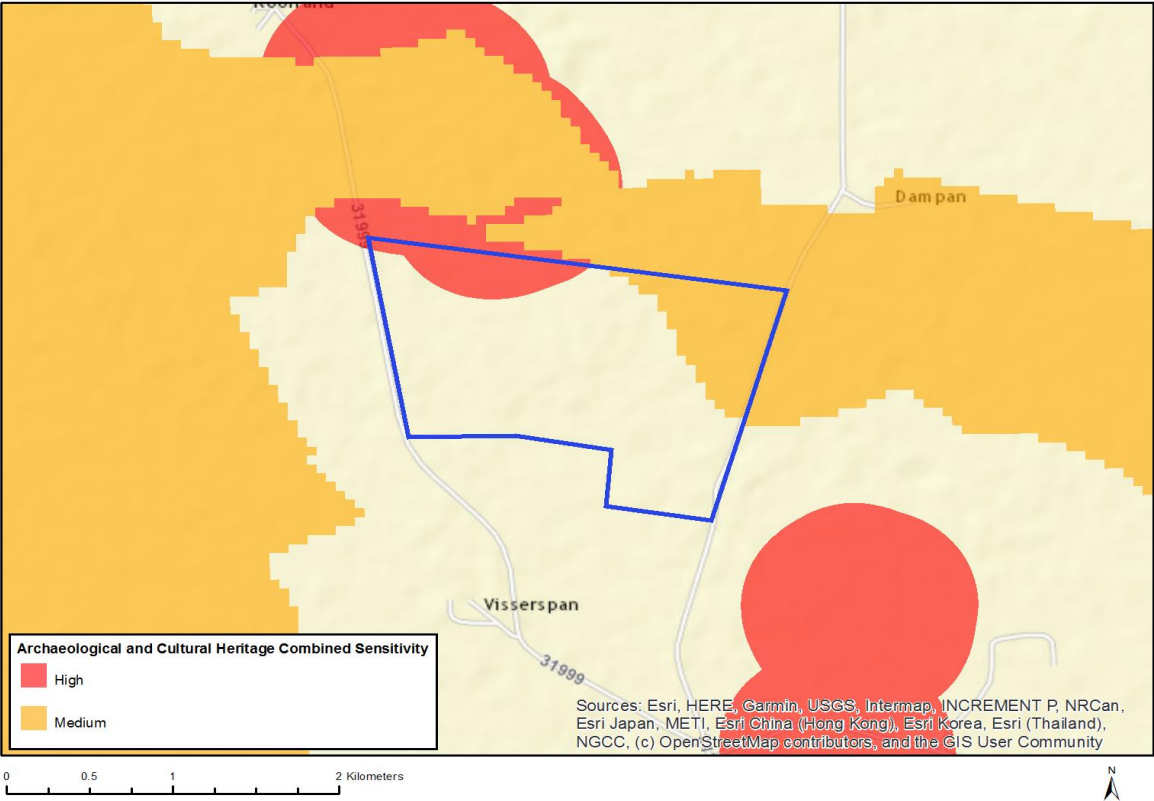 31999
Dampan
Visserspan
31999
Archaeological and Cultural Heritage Combined Sensitivity
High
Medium
Sources: Esri, HERE, Garmin, USGS, Intermap, INCREMENT P, NRCan,
Esri Japan, METI, Esri China (Hong Kong), Esri Korea, Esri (Thailand),
NGCC, (c) OpenStreetMap contributors, and the GIS User Community
0 0.5 1 2 Kilometers
N